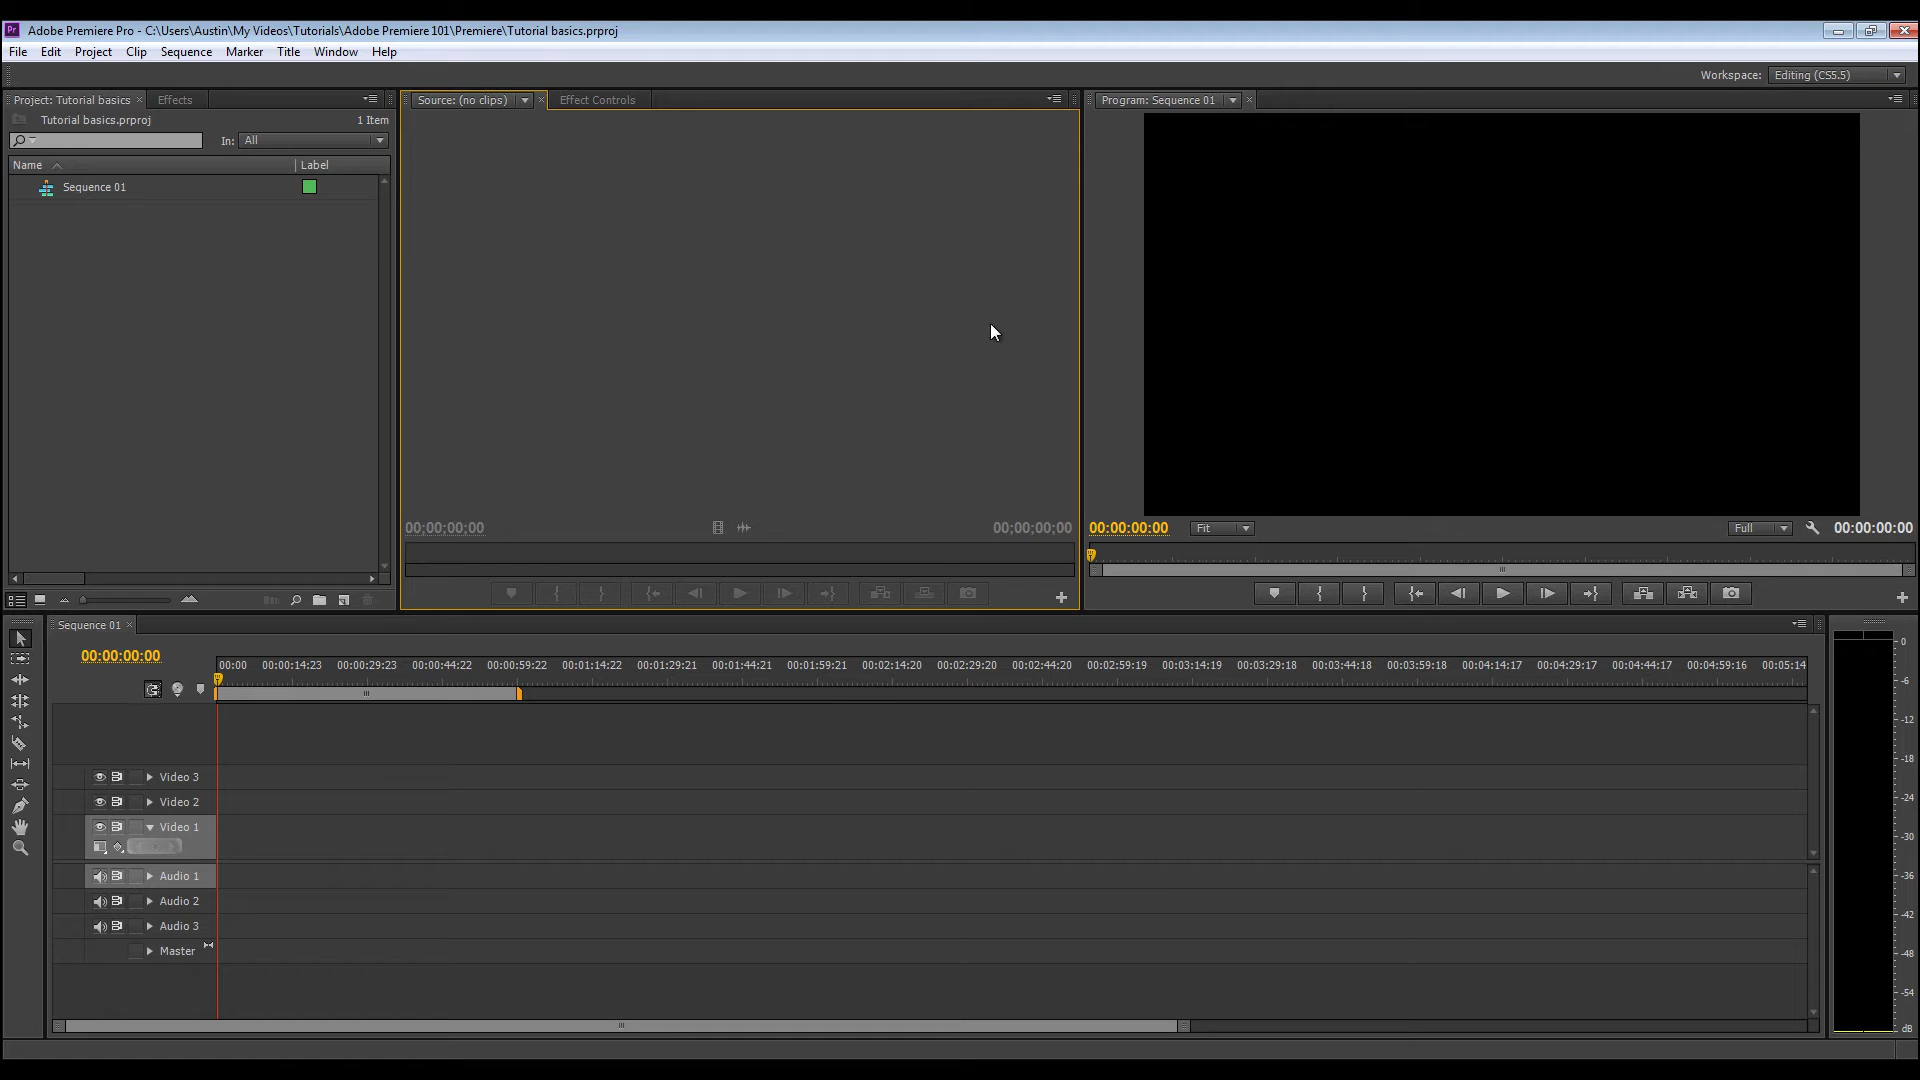 Pr Adobe Premiere Pro - C:\Users\Austin\My Videos\Tutorials\Adobe Premiere 101\Premiere\Tutorial basics.prproj
File Edit Project Clip Sequence Marker Title Window Help
Workspace: Editing (CS5.5)
Project: Tutorial basics Effects
Source: (no clips) Effect Controls
Program: Sequence 01
Tutorial basics.prproj 1 Item
In: All
Name Label
Sequence 01
00;00;00;00 00;00;00;00
00:00:00:00 Fit Full 00:00:00:00
Sequence 01
00:00:00:00
00:00 00:00:14:23 00:00:29:23 00:00:44:22 00:00:59:22 00:01:14:22 00:01:29:21 00:01:44:21 00:01:59:21 00:02:14:20 00:02:29:20 00:02:44:20 00:02:59:19 00:03:14:19 00:03:29:18 00:03:44:18 00:03:59:18 00:04:14:17 00:04:29:17 00:04:44:17 00:04:59:16 00:05:14
Video 3
Video 2
Video 1
Audio 1
Audio 2
Audio 3
Master
0
-6
-12
-18
-24
-30
-36
-42
-48
-54
dB